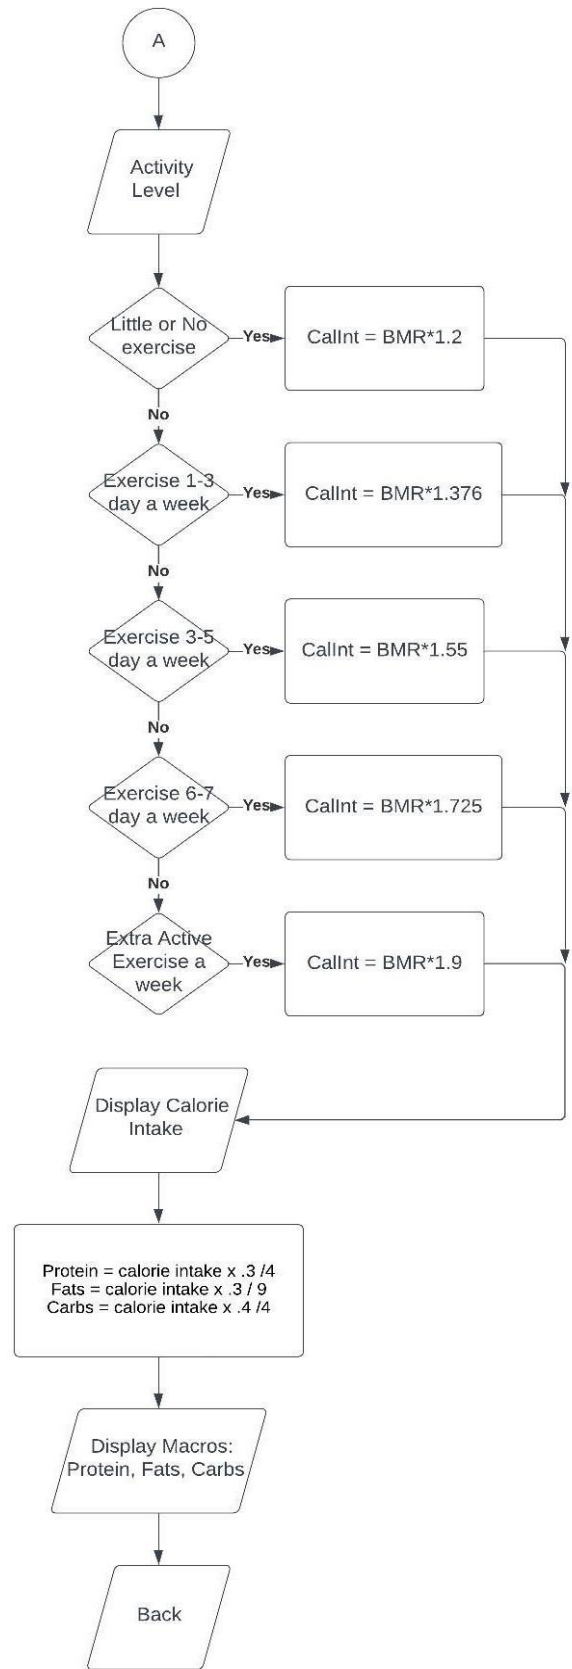 A
Activity
Level
Little or No
exercise
Yes
CalInt = BMR*1.2
No
Exercise 1-3
day a week
Yes
CalInt = BMR*1.376
No
Exercise 3-5
day a week
Yes
CalInt = BMR*1.55
No
Exercise 6-7
day a week
Yes
CalInt = BMR*1.725
No
Extra Active
Exercise a
week
Yes
CalInt = BMR*1.9
Display Calorie
Intake
Protein = calorie intake x .3 /4
Fats = calorie intake x .3 / 9
Carbs = calorie intake x .4 /4
Display Macros:
Protein, Fats, Carbs
Back